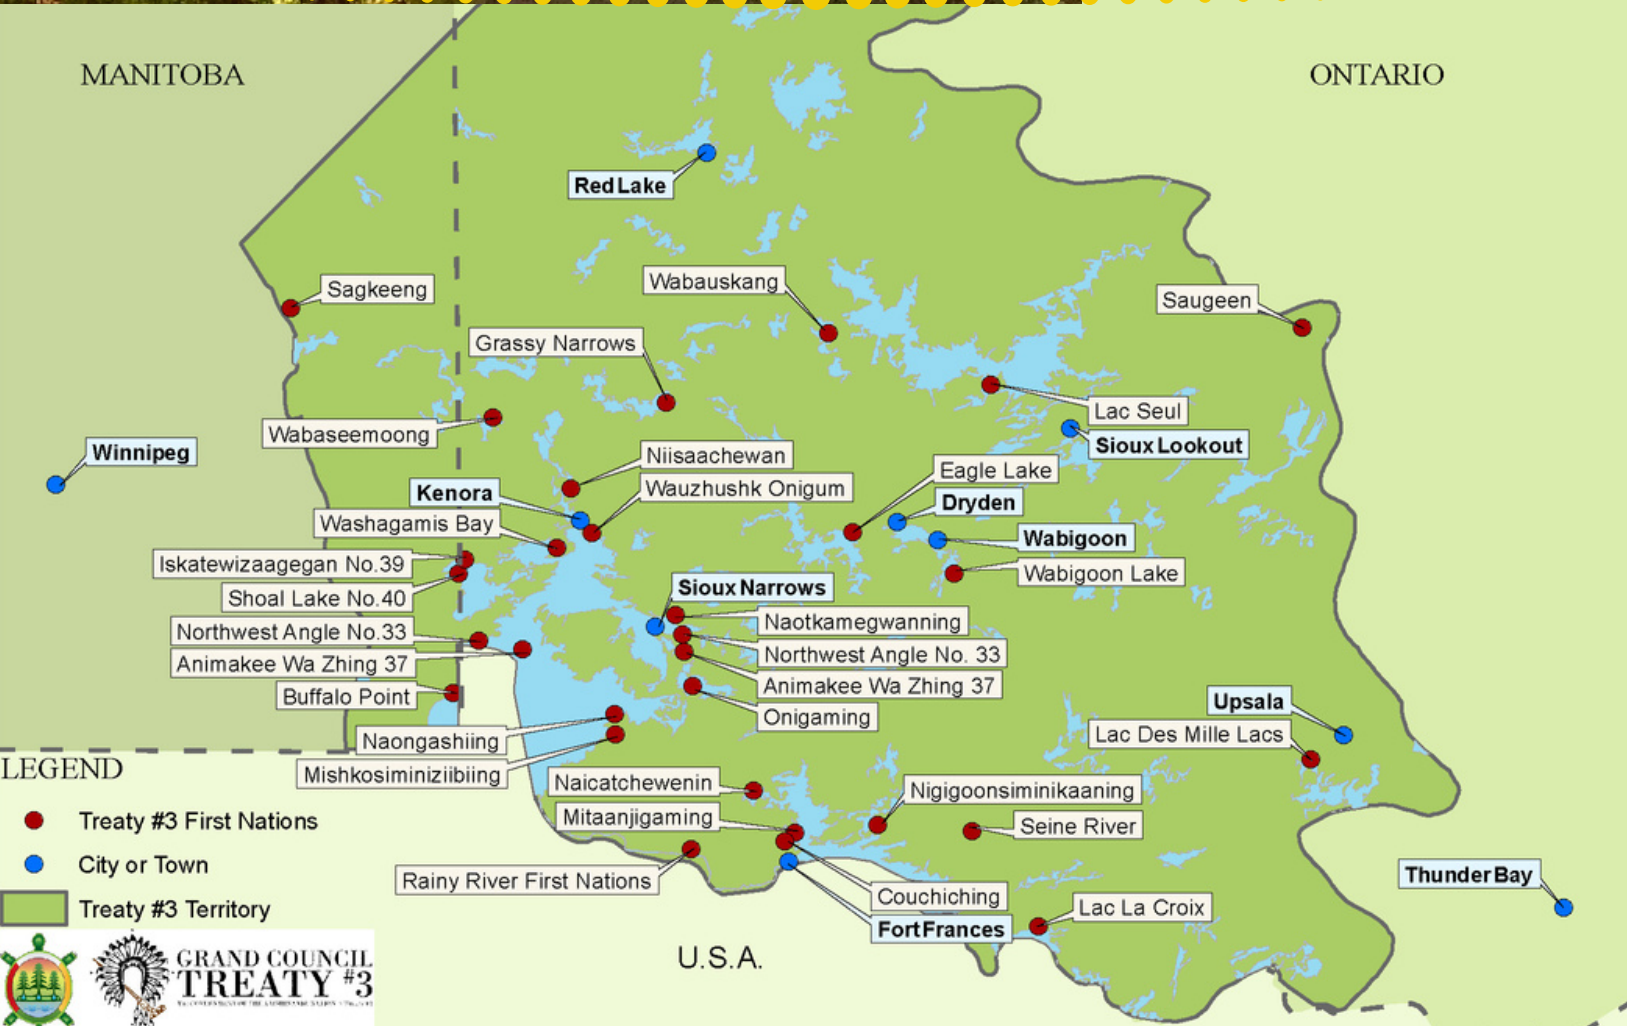 MANITOBA
ONTARIO
Red Lake
Sagkeeng
Wabauskang
Saugeen
Grassy Narrows
Lac Seul
Wabaseemoong
Sioux Lookout
Winnipeg
Niisaachewan
Eagle Lake
Kenora
Wauzhushk Onigum
Dryden
Washagamis Bay
Wabigoon
Iskatewizaagegan No.39
Wabigoon Lake
Shoal Lake No.40
Sioux Narrows
Northwest Angle No.33
Naotkamegwanning
Animakee Wa Zhing 37
Northwest Angle No. 33
Buffalo Point
Animakee Wa Zhing 37
Onigaming
Upsala
Naongashiing
Lac Des Mille Lacs
Mishkosiminiziibiing
Naicatchewenin
Nigigoonsiminikaaning
Mitaanjigaming
Seine River
Rainy River First Nations
Couchiching
Thunder Bay
Fort Frances
Lac La Croix
U.S.A.
LEGEND
Treaty #3 First Nations
City or Town
Treaty #3 Territory
GRAND COUNCIL
TREATY #3